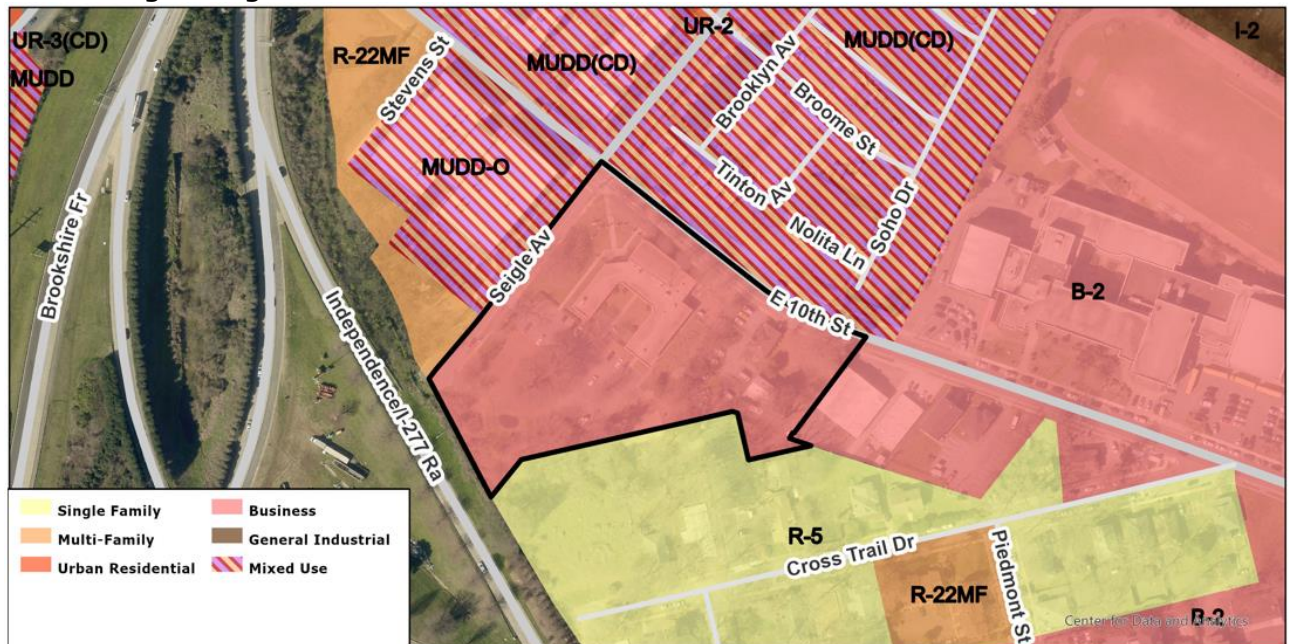 UR-3(CD)
MUDD
R-22MF
Stevens St
MUDD(CD)
UR-2
Brooklyn Av
MUDD(CD)
Broome St
I-2
MUDD-O
Tinton Av
Nolita Ln
Soho Dr
Brookshire Fr
Seigle Av
Independence/I-277 Ra
E 10th St
B-2
R-5
Cross Trail Dr
R-22MF
Piedmont St
B-2
Single Family
Multi-Family
Urban Residential
Business
General Industrial
Mixed Use
Center for Data and Analytics